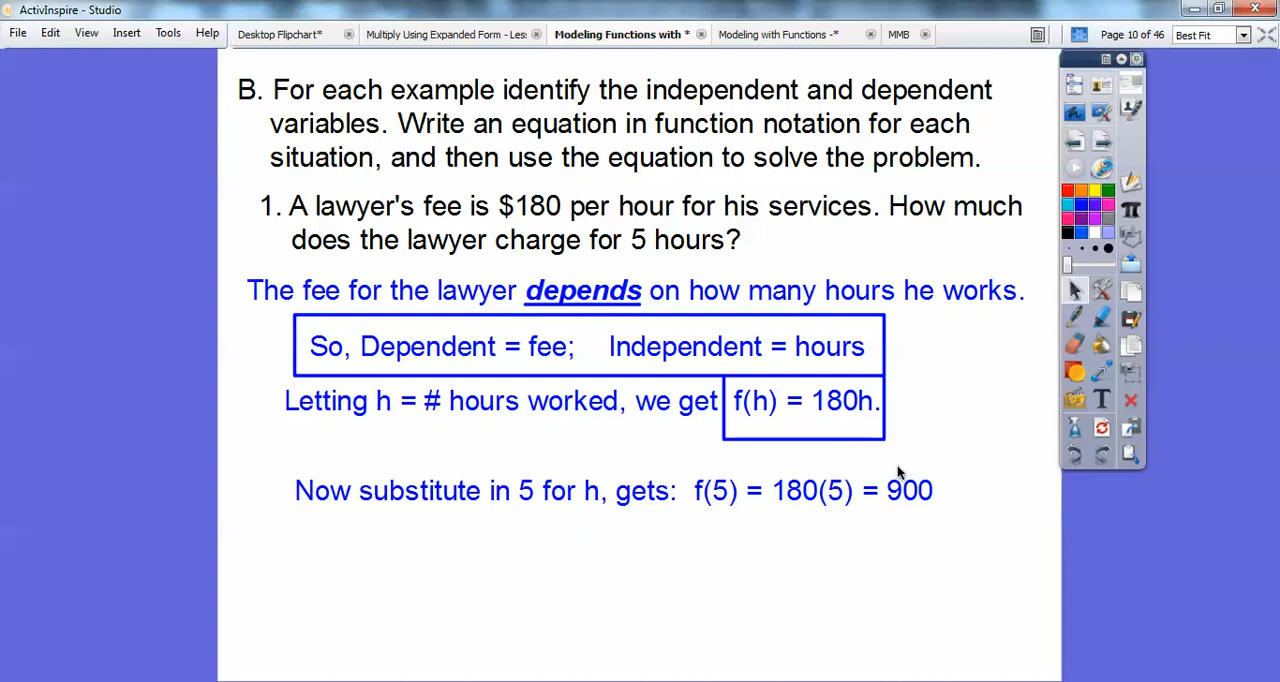 ActivInspire - Studio
File Edit View Insert Tools Help Desktop Flipchart* Multiply Using Expanded Form - Les Modeling Functions with * Modeling with Functions -* MMB Page 10 of 46 Best Fit
B. For each example identify the independent and dependent
variables. Write an equation in function notation for each
situation, and then use the equation to solve the problem.
1. A lawyer's fee is $180 per hour for his services. How much
does the lawyer charge for 5 hours?
The fee for the lawyer depends on how many hours he works.
So, Dependent = fee; Independent = hours
Letting h = # hours worked, we get f(h) = 180h.
Now substitute in 5 for h, gets: f(5) = 180(5) = 900